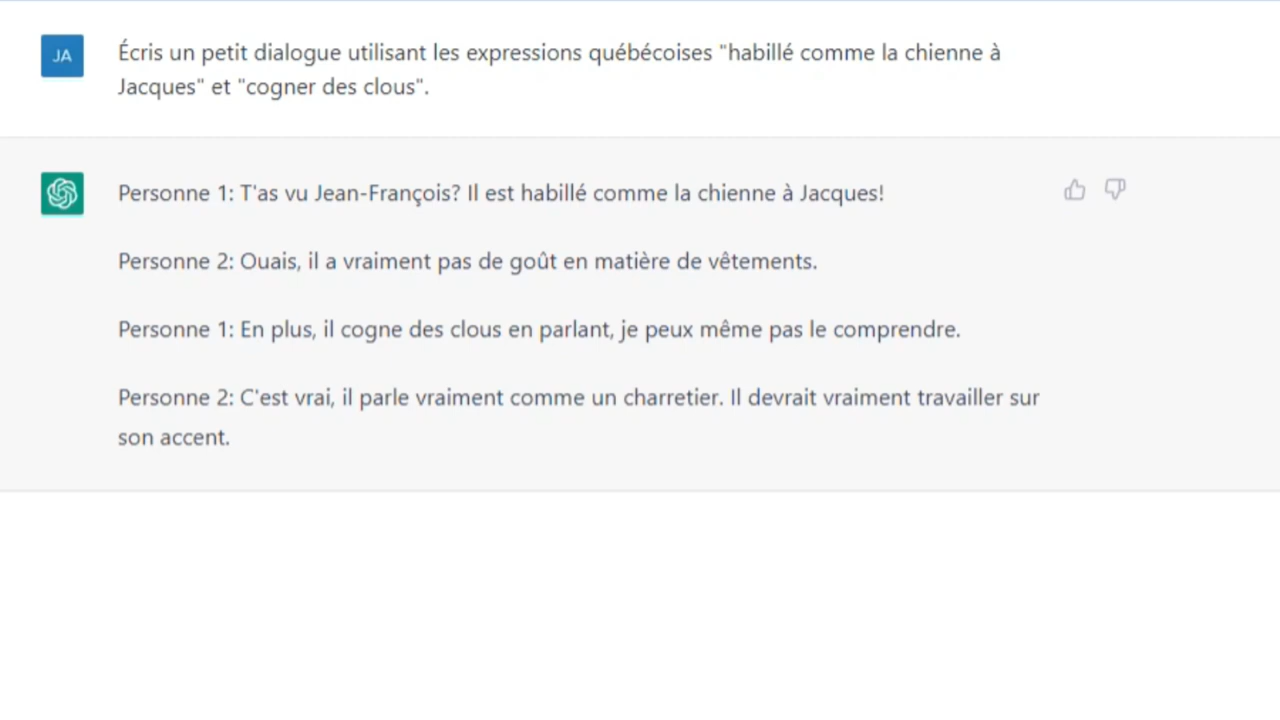 JA
Écris un petit dialogue utilisant les expressions québécoises "habillé comme la chienne à
Jacques" et "cogner des clous".
Personne 1: T'as vu Jean-François? Il est habillé comme la chienne à Jacques!
Personne 2: Ouais, il a vraiment pas de goût en matière de vêtements.
Personne 1: En plus, il cogne des clous en parlant, je peux même pas le comprendre.
Personne 2: C'est vrai, il parle vraiment comme un charretier. Il devrait vraiment travailler sur
son accent.